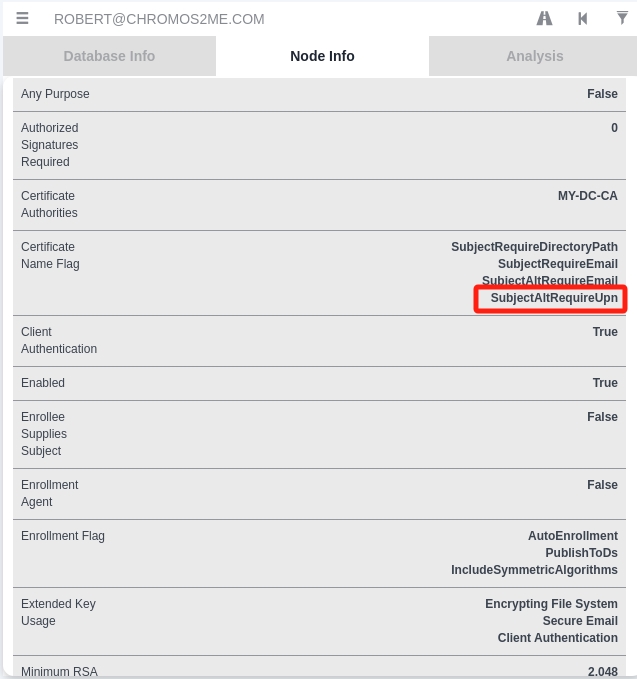 ROBERT@CHROMOS2ME.COM
Database Info
Node Info
Analysis
Any Purpose
False
Authorized
Signatures
Required
0
Certificate
Authorities
MY-DC-CA
Certificate
Name Flag
SubjectRequireDirectoryPath
SubjectRequireEmail
SubjectAltRequireEmail
SubjectAltRequireUpn
Client
Authentication
True
Enabled
True
Enrollee
Supplies
Subject
False
Enrollment
Agent
False
Enrollment Flag
AutoEnrollment
PublishToDs
IncludeSymmetricAlgorithms
Extended Key
Usage
Encrypting File System
Secure Email
Client Authentication
Minimum RSA
2.048